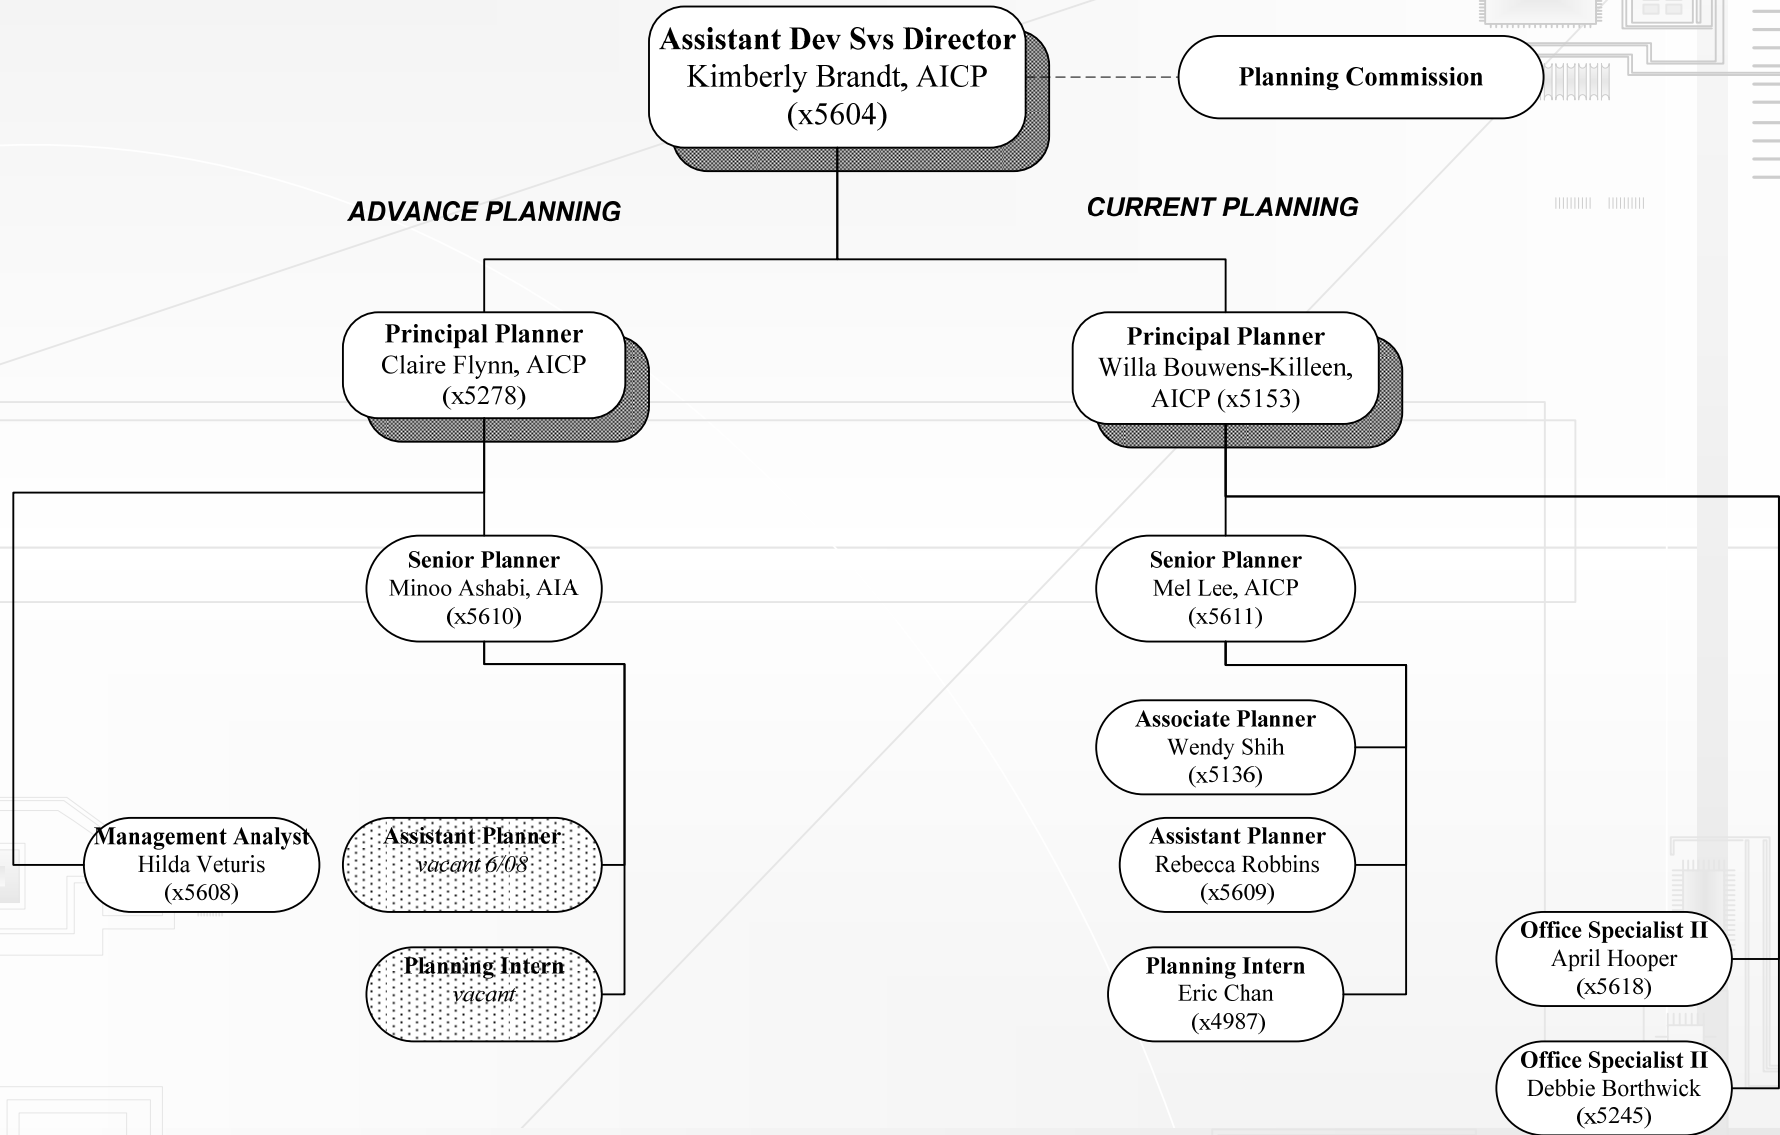 Assistant Dev Svs Director
Kimberly Brandt, AICP
(x5604)
Planning Commission
ADVANCE PLANNING
CURRENT PLANNING
Principal Planner
Claire Flynn, AICP
(x5278)
Principal Planner
Willa Bouwens-Killeen,
AICP (x5153)
Senior Planner
Minoo Ashabi, AIA
(x5610)
Senior Planner
Mel Lee, AICP
(x5611)
Associate Planner
Wendy Shih
(x5136)
Management Analyst
Hilda Veturis
(x5608)
Assistant Planner
vacant 6/08
Assistant Planner
Rebecca Robbins
(x5609)
Planning Intern
vacant
Planning Intern
Eric Chan
(x4987)
Office Specialist II
April Hooper
(x5618)
Office Specialist II
Debbie Borthwick
(x5245)